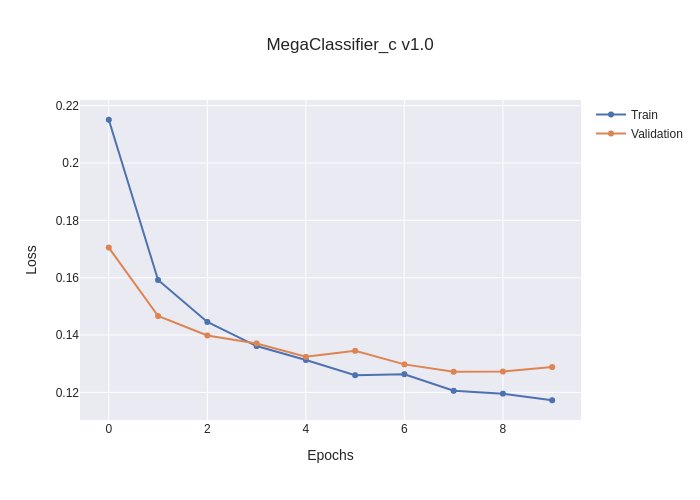 MegaClassifier_c v1.0
0.22
0.2
0.18
0.16
0.14
0.12
Loss
0
2
4
6
8
Epochs
Train
Validation